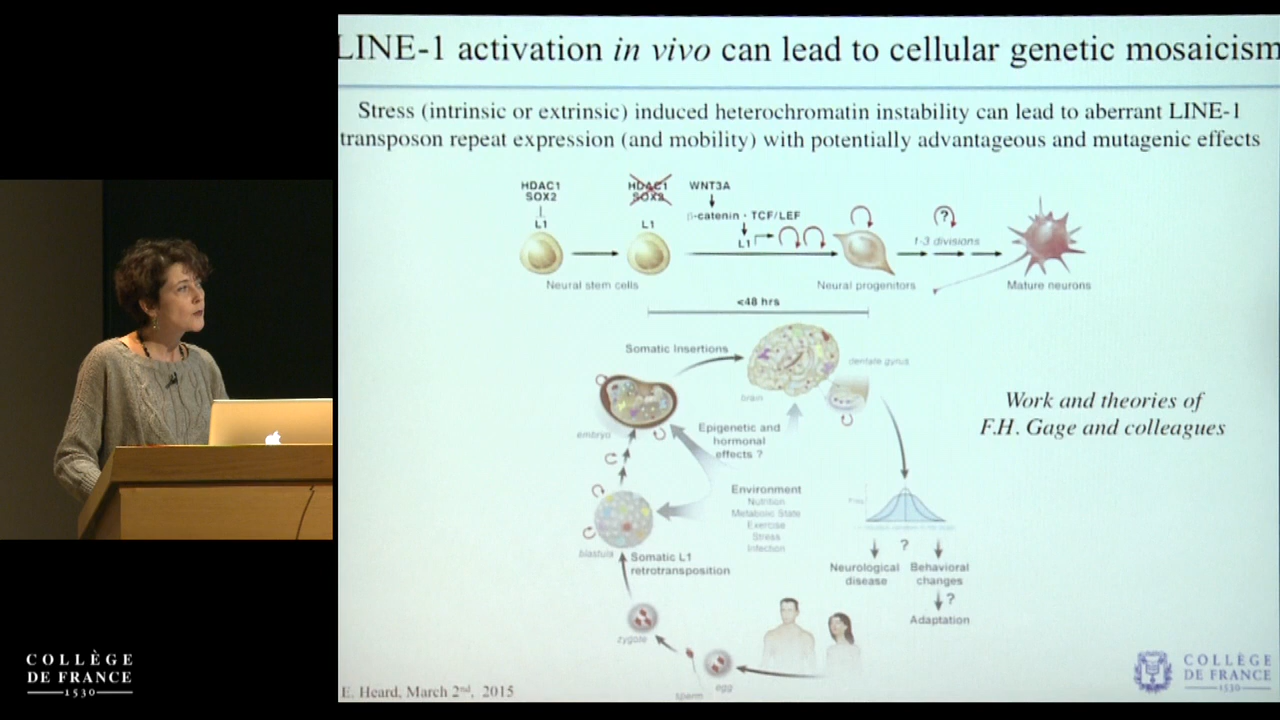 LINE-1 activation in vivo can lead to cellular genetic mosaicism
Stress (intrinsic or extrinsic) induced heterochromatin instability can lead to aberrant LINE-1
transposon repeat expression (and mobility) with potentially advantageous and mutagenic effects
HDAC1
SOX2
L1
HDAC1
SOX2
L1
WNT3A
β-catenin · TCF/LEF
L1
?
1-3 divisions
Neural stem cells
Neural progenitors
Mature neurons
<48 hrs
Somatic Insertions
dentate gyrus
brain
embryo
Epigenetic and
hormonal
effects ?
Work and theories of
F.H. Gage and colleagues
Environment
Nutrition
Metabolic State
Exercise
Stress
Infection
blastula
Somatic L1
retrotransposition
?
Neurological
disease
Behavioral
changes
?
Adaptation
zygote
sperm
egg
E. Heard, March 2nd, 2015
COLLÈGE
DE FRANCE
1530
COLLÈGE
DE FRANCE
1530